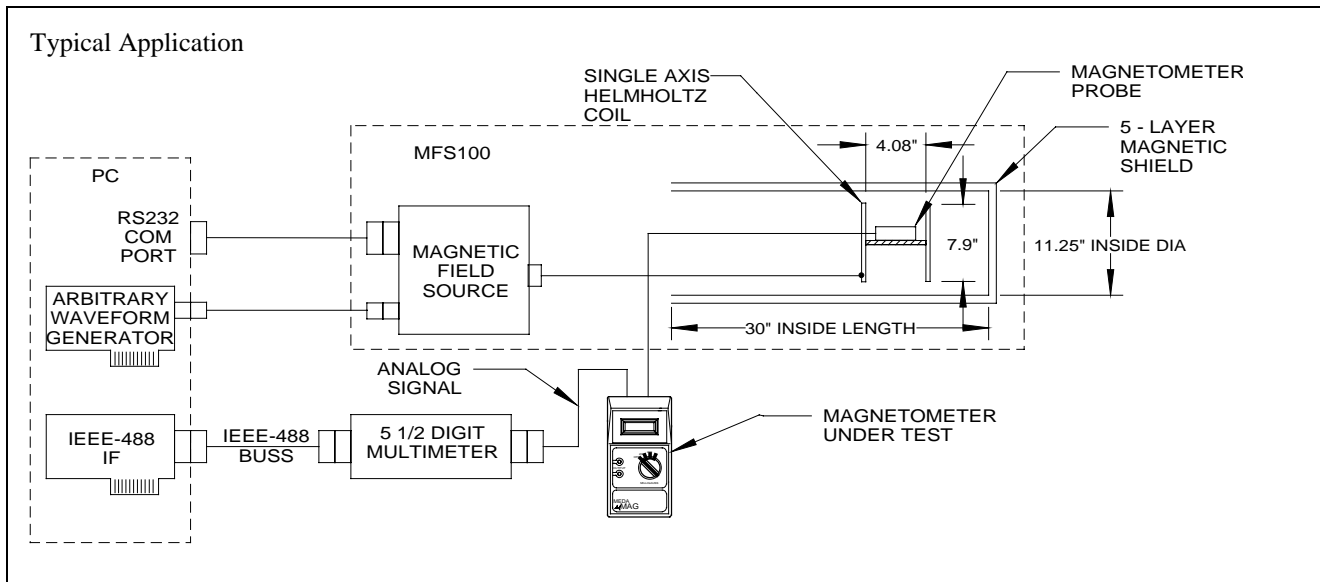 Typical Application
SINGLE AXIS
HELMHOLTZ
COIL
MAGNETOMETER
PROBE
5 - LAYER
MAGNETIC
SHIELD
MFS100
4.08"
PC
RS232
COM
PORT
MAGNETIC
FIELD
SOURCE
7.9"
11.25" INSIDE DIA
ARBITRARY
WAVEFORM
GENERATOR
30" INSIDE LENGTH
ANALOG
SIGNAL
IEEE-488
IF
IEEE-488
BUSS
5 1/2 DIGIT
MULTIMETER
MAGNETOMETER
UNDER TEST
MEDA
MAG